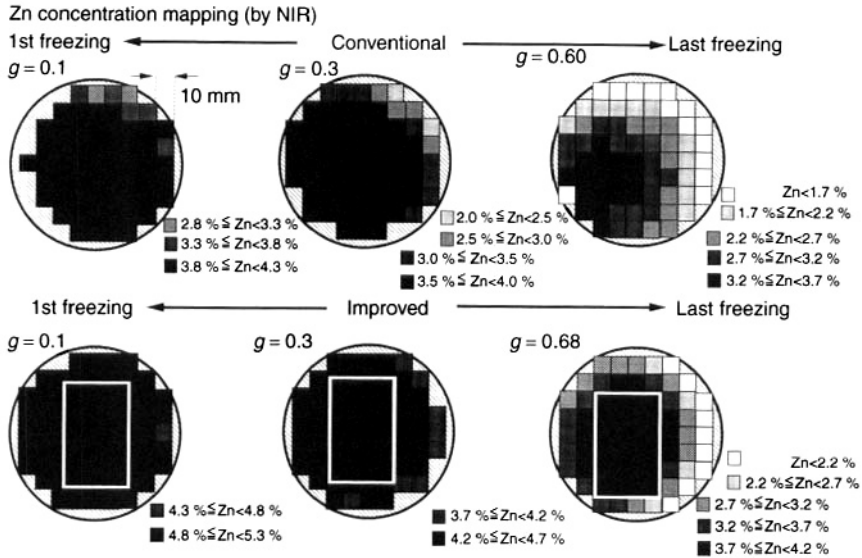 Zn concentration mapping (by NIR)
1st freezing Conventional Last freezing
g = 0.1 g = 0.3 g = 0.60
10 mm
2.8 % ≦ Zn<3.3 %
3.3 % ≦ Zn<3.8 %
3.8 % ≦ Zn<4.3 %
2.0 % ≦ Zn<2.5 %
2.5 % ≦ Zn<3.0 %
3.0 % ≦ Zn<3.5 %
3.5 % ≦ Zn<4.0 %
Zn<1.7 %
1.7 % ≦ Zn<2.2 %
2.2 % ≦ Zn<2.7 %
2.7 % ≦ Zn<3.2 %
3.2 % ≦ Zn<3.7 %
1st freezing Improved Last freezing
g = 0.1 g = 0.3 g = 0.68
4.3 % ≦ Zn<4.8 %
4.8 % ≦ Zn<5.3 %
3.7 % ≦ Zn<4.2 %
4.2 % ≦ Zn<4.7 %
Zn<2.2 %
2.2 % ≦ Zn<2.7 %
2.7 % ≦ Zn<3.2 %
3.2 % ≦ Zn<3.7 %
3.7 % ≦ Zn<4.2 %